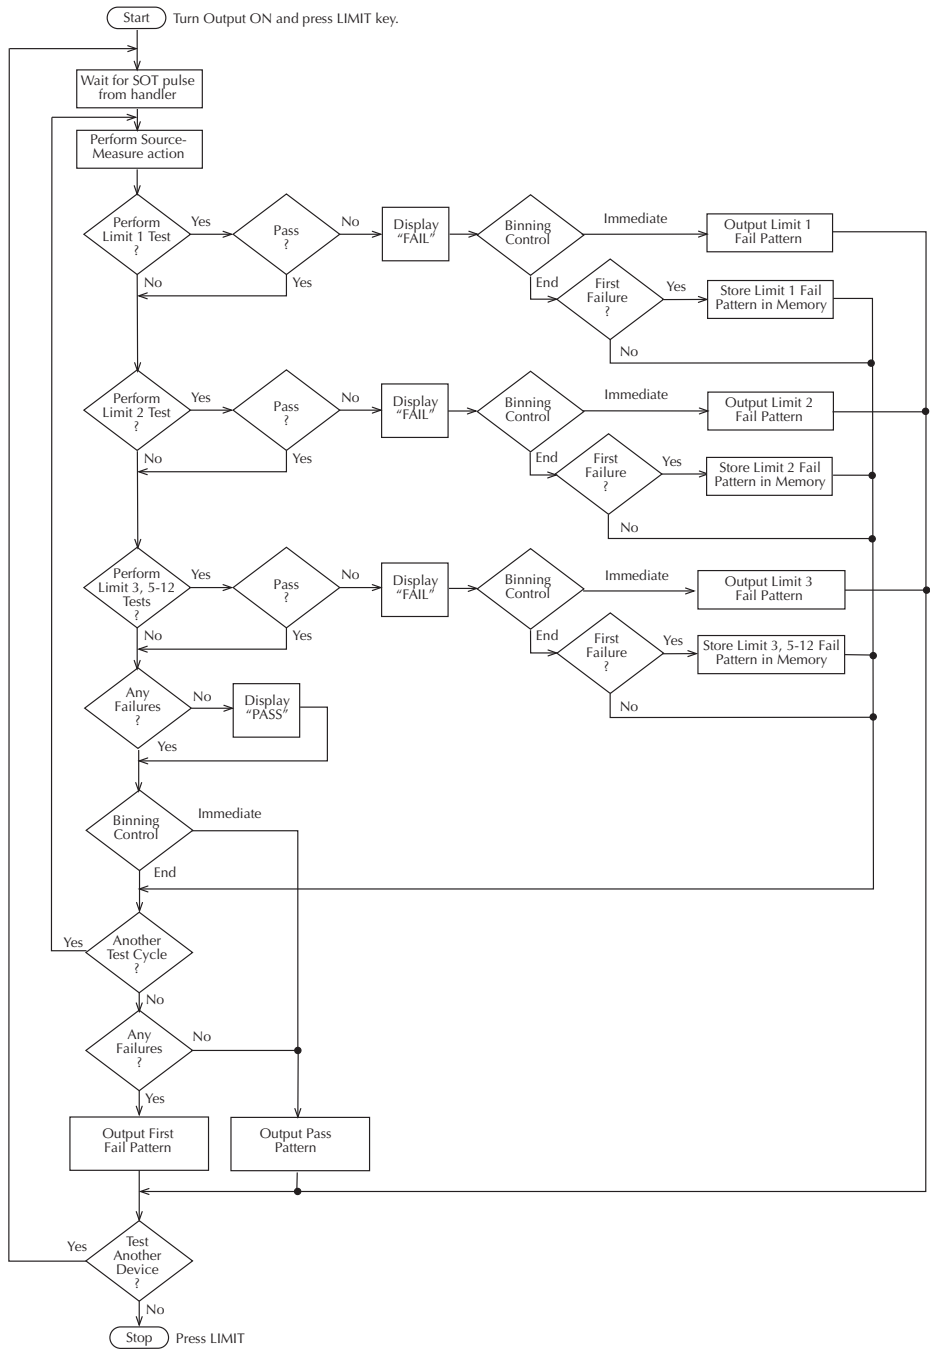 Start
Turn Output ON and press LIMIT key.
Wait for SOT pulse
from handler
Perform Source-
Measure action
Perform
Limit 1 Test
?
Yes
No
Pass
?
No
Yes
Display
“FAIL”
Binning
Control
Immediate
End
Output Limit 1
Fail Pattern
First
Failure
?
Yes
No
Store Limit 1 Fail
Pattern in Memory
Perform
Limit 2 Test
?
Yes
No
Pass
?
No
Yes
Display
“FAIL”
Binning
Control
Immediate
End
Output Limit 2
Fail Pattern
First
Failure
?
Yes
No
Store Limit 2 Fail
Pattern in Memory
Perform
Limit 3, 5-12
Tests
?
Yes
No
Pass
?
No
Yes
Display
“FAIL”
Binning
Control
Immediate
End
Output Limit 3
Fail Pattern
First
Failure
?
Yes
No
Store Limit 3, 5-12 Fail
Pattern in Memory
Any
Failures
?
No
Yes
Display
“PASS”
Binning
Control
Immediate
End
Another
Test Cycle
?
Yes
No
Any
Failures
?
No
Yes
Output First
Fail Pattern
Output Pass
Pattern
Test
Another
Device
?
Yes
No
Stop
Press LIMIT